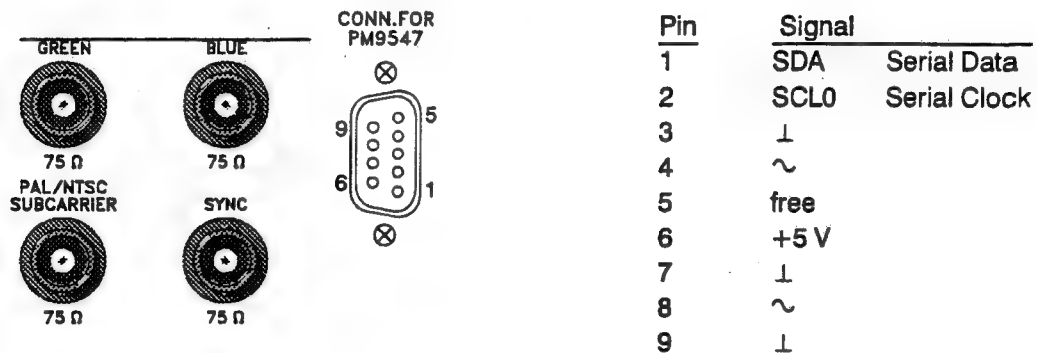 GREEN BLUE
75 Ω 75 Ω
PAL/NTSC
SUBCARRIER SYNC
75 Ω 75 Ω
CONN.FOR
PM9547
5
9
6
1
Pin Signal
1 SDA Serial Data
2 SCL0 Serial Clock
3 ⊥
4 ∿
5 free
6 +5 V
7 ⊥
8 ∿
9 ⊥